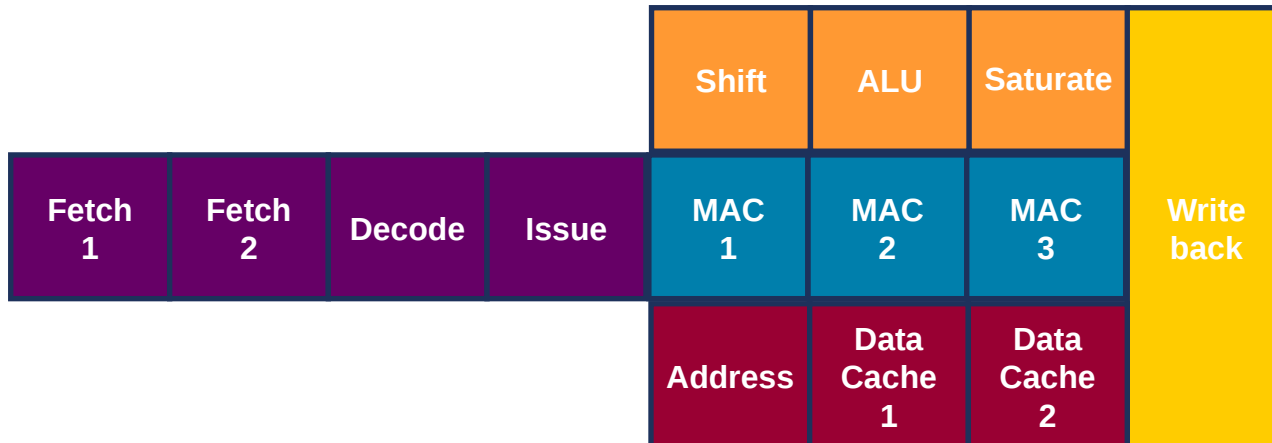 Shift
ALU
Saturate
Fetch
1
Fetch
2
Decode
Issue
MAC
1
MAC
2
MAC
3
Write
back
Address
Data
Cache
1
Data
Cache
2